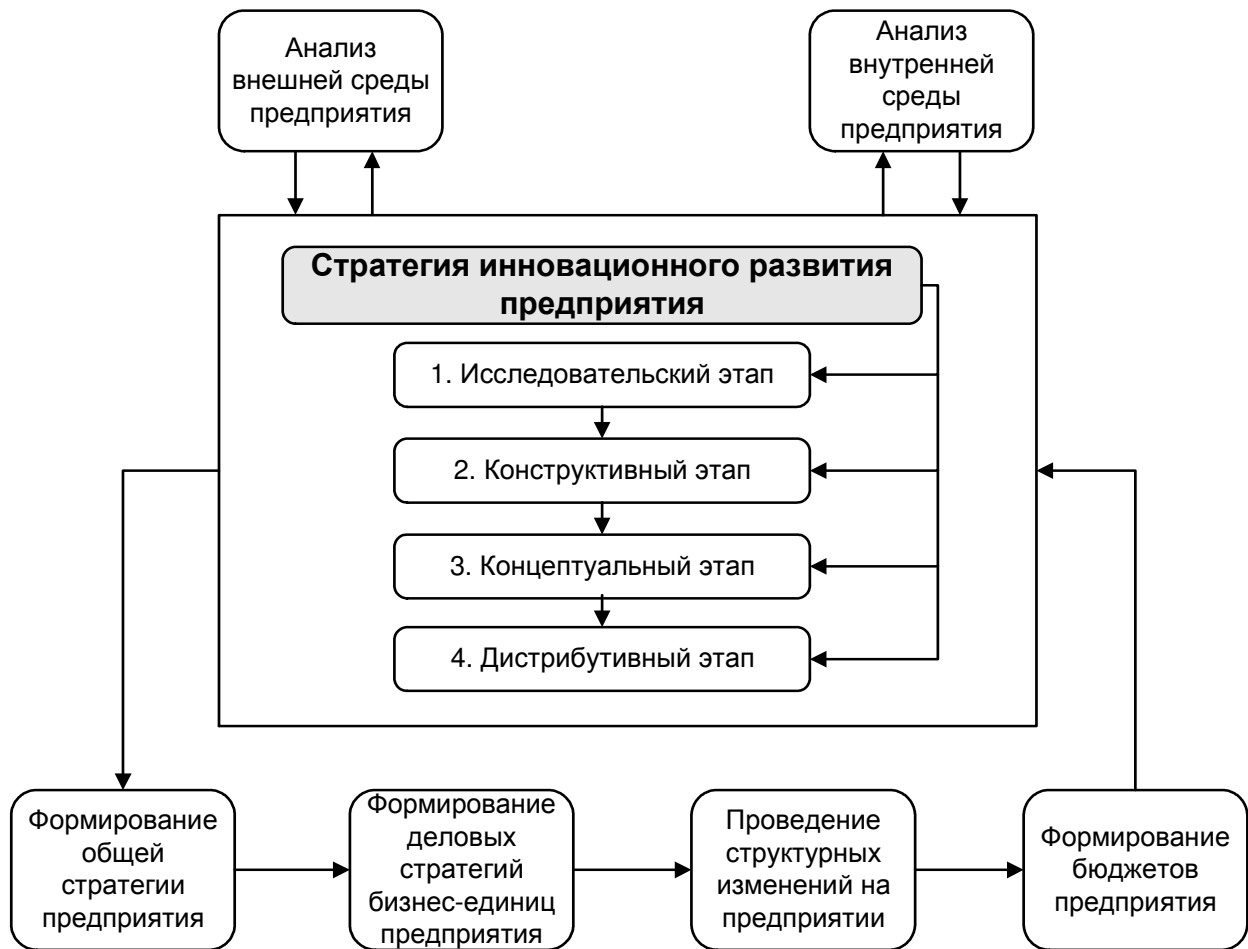 Анализ
внешней среды
предприятия
Анализ
внутренней
среды
предприятия
Стратегия инновационного развития
предприятия
1. Исследовательский этап
2. Конструктивный этап
3. Концептуальный этап
4. Дистрибутивный этап
Формирование
общей
стратегии
предприятия
Формирование
деловых
стратегий
бизнес-единиц
предприятия
Проведение
структурных
изменений на
предприятии
Формирование
бюджетов
предприятия